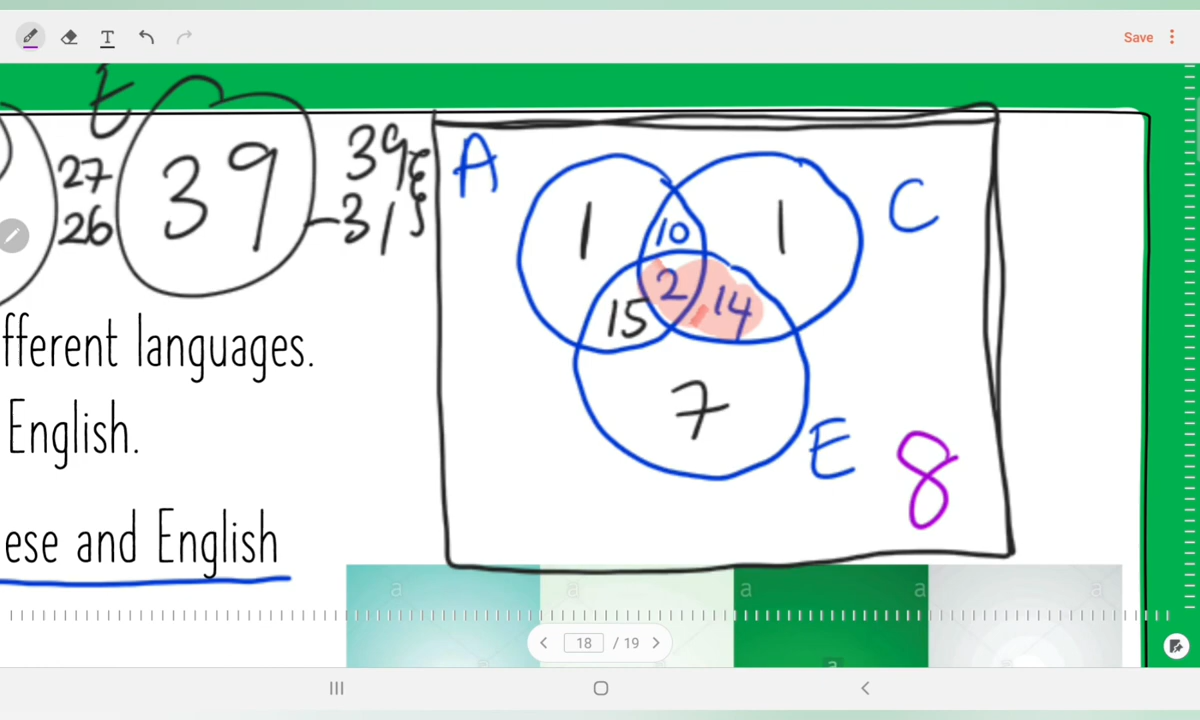 T
Save
t
39
39
27
26
- 31
A
C
1
10
1
2
14
15
7
E
8
fferent languages.
English.
ese and English
a
a
a
a
a
18 / 19